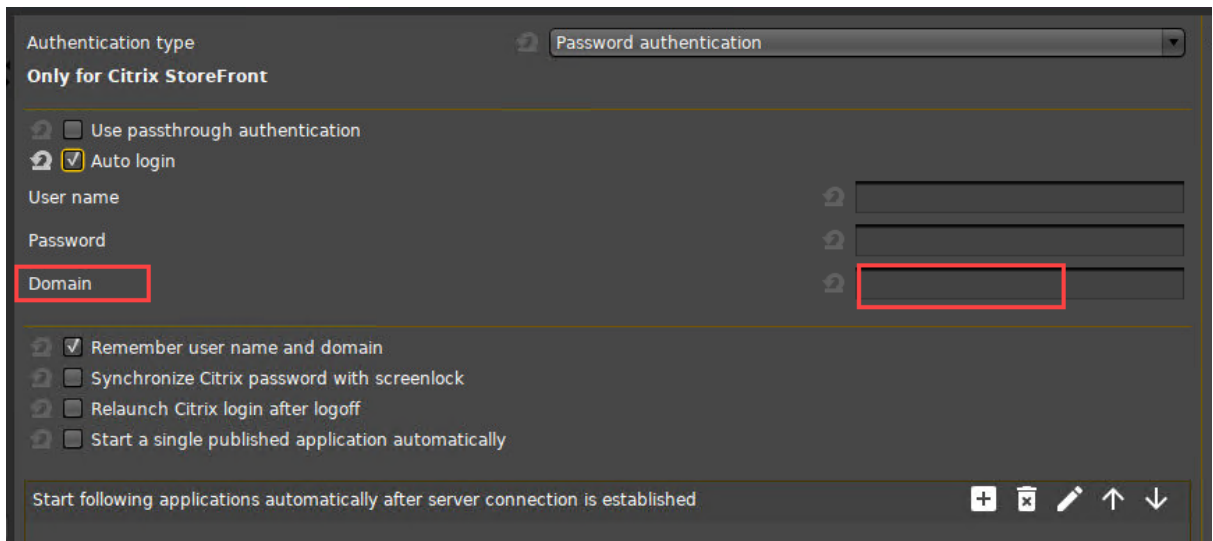 Authentication type
Password authentication
Only for Citrix StoreFront
Use passthrough authentication
Auto login
User name
Password
Domain
Remember user name and domain
Synchronize Citrix password with screenlock
Relaunch Citrix login after logoff
Start a single published application automatically
Start following applications automatically after server connection is established